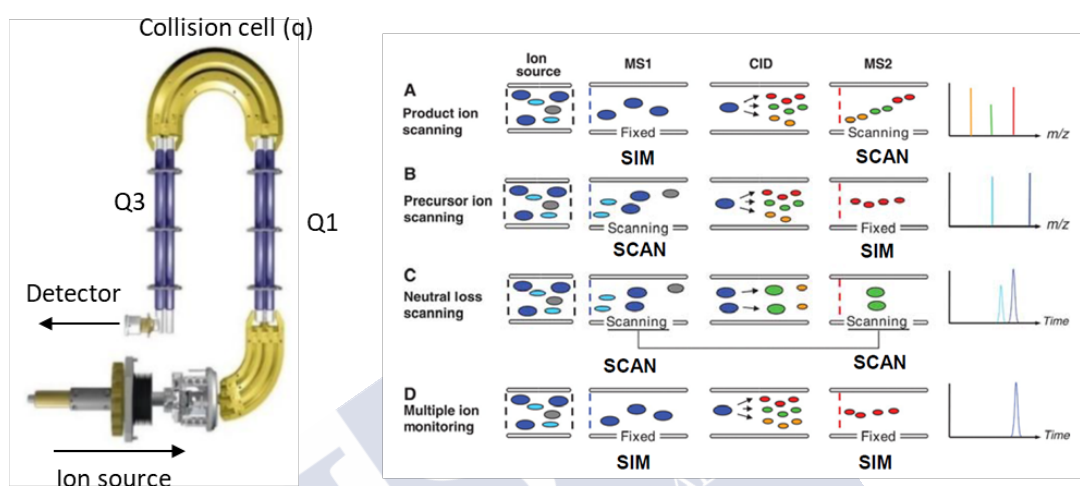 Collision cell (q)
Q3
Q1
Detector
Ion source
Ion
source
MS1
CID
MS2
A
Product ion
scanning
Fixed
SIM
Scanning
SCAN
m/z
B
Precursor ion
scanning
Scanning
SCAN
Fixed
SIM
m/z
C
Neutral loss
scanning
Scanning
SCAN
Scanning
SCAN
Time
D
Multiple ion
monitoring
Fixed
SIM
Fixed
SIM
Time